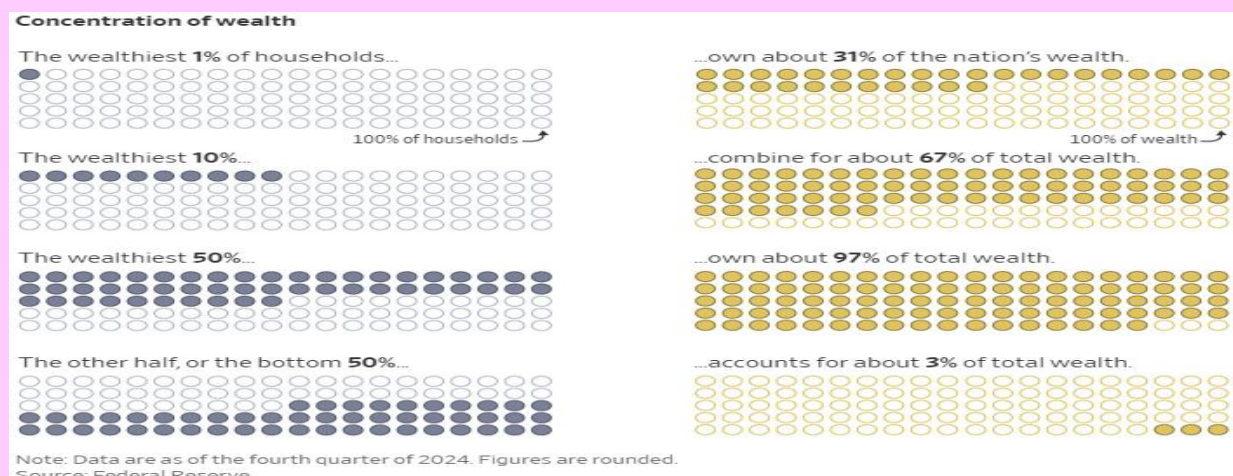 Concentration of wealth
The wealthiest 1% of households...
...own about 31% of the nation's wealth.
100% of households
100% of wealth
The wealthiest 10%...
...combine for about 67% of total wealth.
The wealthiest 50%...
...own about 97% of total wealth.
The other half, or the bottom 50%...
...accounts for about 3% of total wealth.
Note: Data are as of the fourth quarter of 2024. Figures are rounded.
Source: Federal Reserve